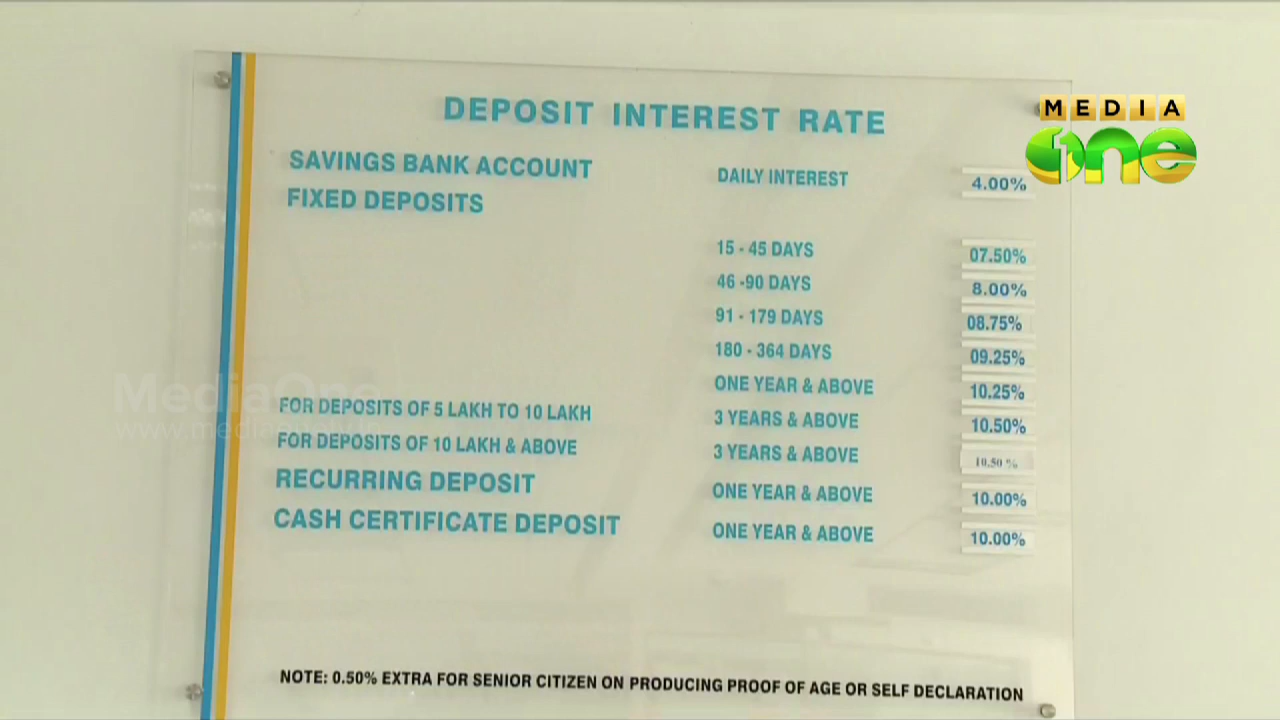 DEPOSIT INTEREST RATE
MEDIA
one
SAVINGS BANK ACCOUNT DAILY INTEREST 4.00%
FIXED DEPOSITS
15 - 45 DAYS 07.50%
46 -90 DAYS 8.00%
91 - 179 DAYS 08.75%
180 - 364 DAYS 09.25%
ONE YEAR & ABOVE 10.25%
MediaOne
FOR DEPOSITS OF 5 LAKH TO 10 LAKH 3 YEARS & ABOVE 10.50%
FOR DEPOSITS OF 10 LAKH & ABOVE 3 YEARS & ABOVE 10.50 %
RECURRING DEPOSIT ONE YEAR & ABOVE 10.00%
CASH CERTIFICATE DEPOSIT ONE YEAR & ABOVE 10.00%
NOTE: 0.50% EXTRA FOR SENIOR CITIZEN ON PRODUCING PROOF OF AGE OR SELF DECLARATION